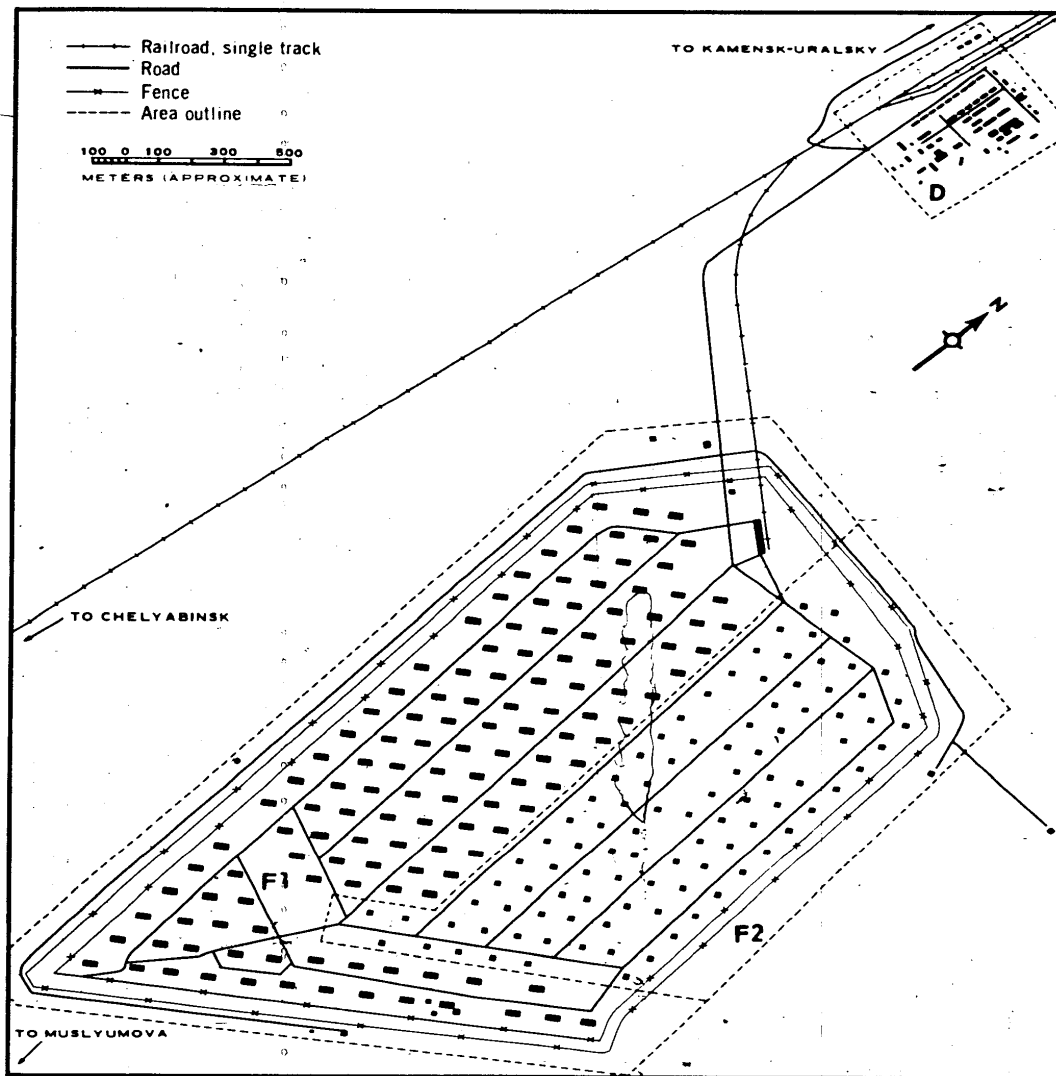 Railroad, single track
Road
Fence
Area outline
100 0 100 300 500
METERS (APPROXIMATE)
TO KAMENSK-URALSKY
D
N
TO CHELYABINSK
F1
F2
TO MUSLYUMOVA